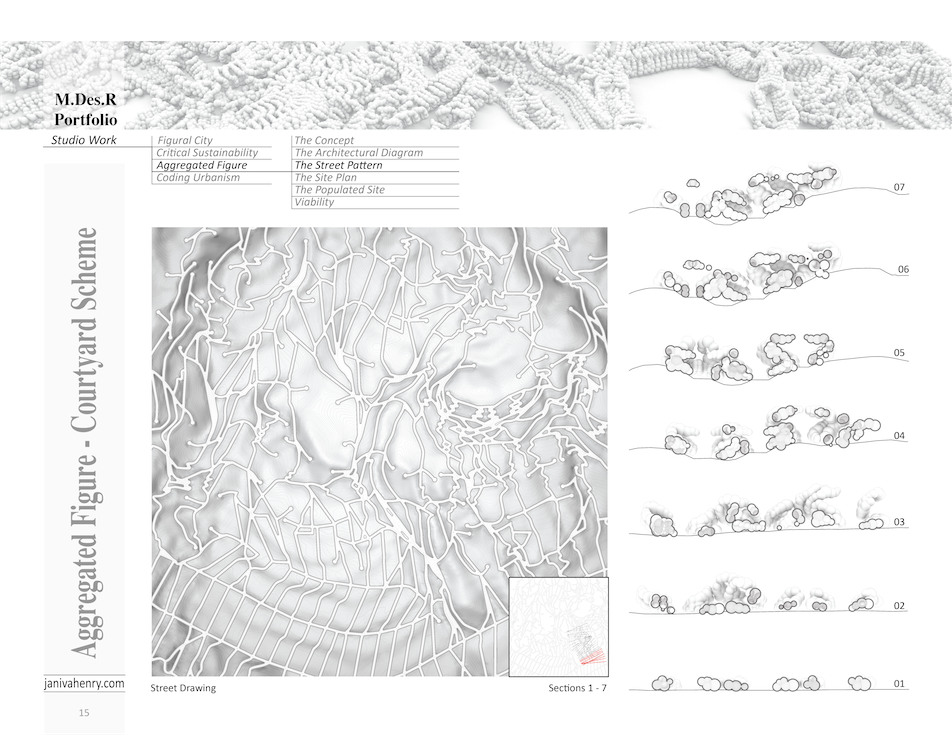 M.Des.R
Portfolio
Studio Work
Figural City
Critical Sustainability
Aggregated Figure
Coding Urbanism
The Concept
The Architectural Diagram
The Street Pattern
The Site Plan
The Populated Site
Viability
Aggregated Figure - Courtyard Scheme
07
06
05
04
03
02
01
Street Drawing
Sections 1 - 7
janivahenry.com
15